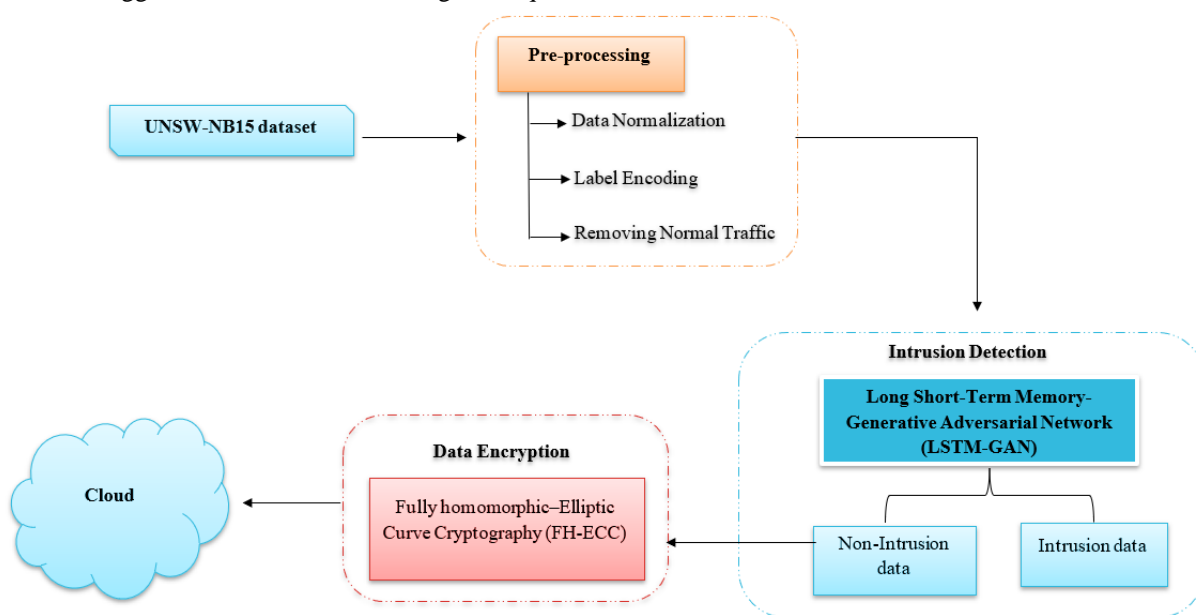 Pre-processing
UNSW-NB15 dataset
Data Normalization
Label Encoding
Removing Normal Traffic
Intrusion Detection
Long Short-Term Memory-
Generative Adversarial Network
(LSTM-GAN)
Data Encryption
Cloud
Fully homomorphic–Elliptic
Curve Cryptography (FH-ECC)
Non-Intrusion
data
Intrusion data